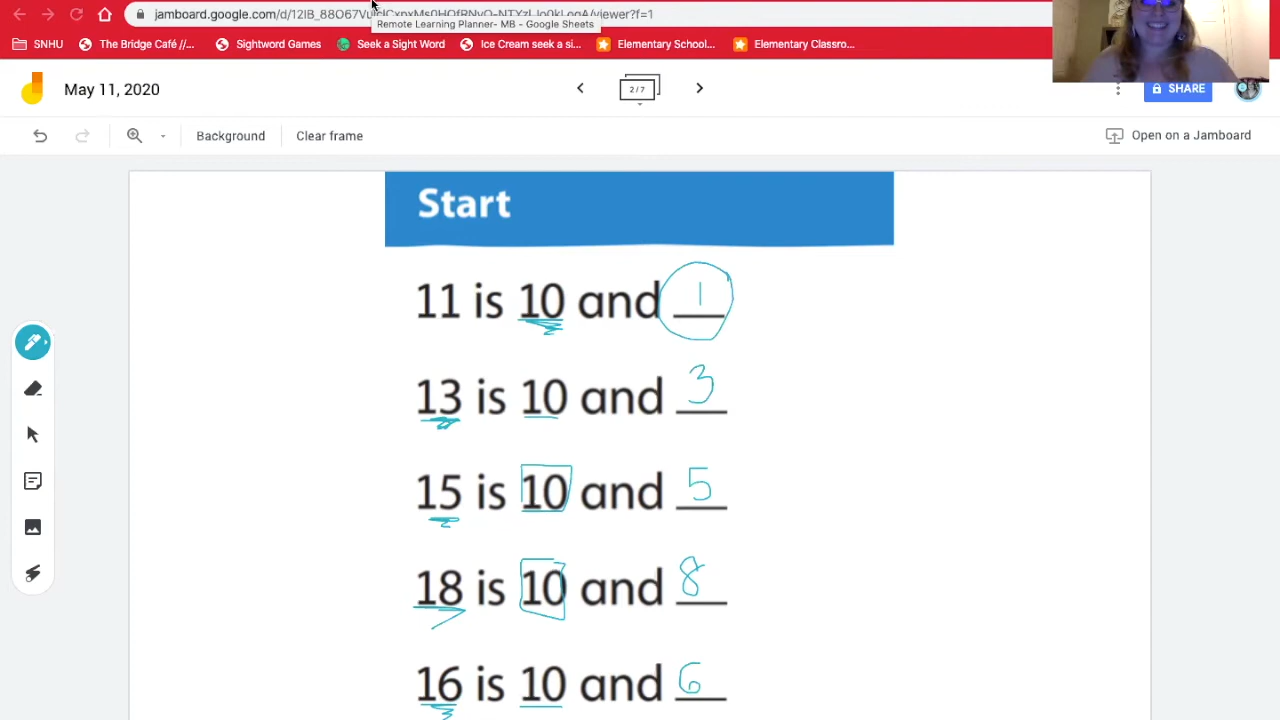 jamboard.google.com/d/12lB_88O67Vu
Remote Learning Planner- MB - Google Sheets
SNHU
The Bridge Café //...
Sightword Games
Seek a Sight Word
Ice Cream seek a si...
Elementary School...
Elementary Classro...
May 11, 2020
2 / 7
SHARE
Background
Clear frame
Open on a Jamboard
Start
11 is 10 and 1
13 is 10 and 3
15 is 10 and 5
18 is 10 and 8
16 is 10 and 6